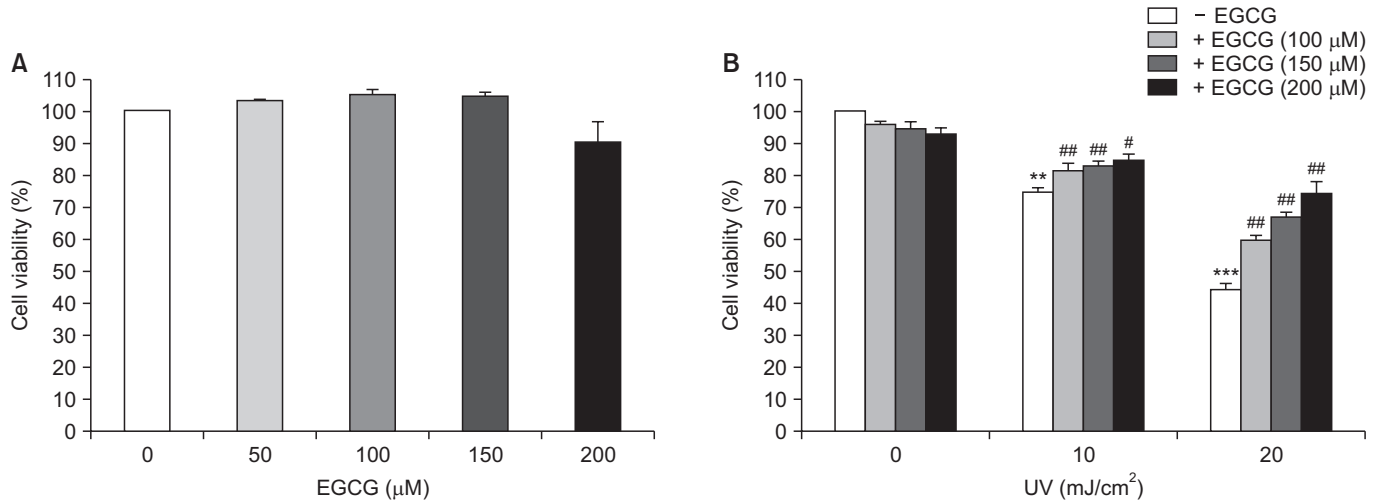 A
110
100
90
80
70
60
50
40
30
20
10
0
Cell viability (%)
0 50 100 150 200
EGCG (μM)
B
− EGCG
+ EGCG (100 μM)
+ EGCG (150 μM)
+ EGCG (200 μM)
110
100
90
80
70
60
50
40
30
20
10
0
Cell viability (%)
** ## ## #
*** ## ## ##
0 10 20
UV (mJ/cm²)